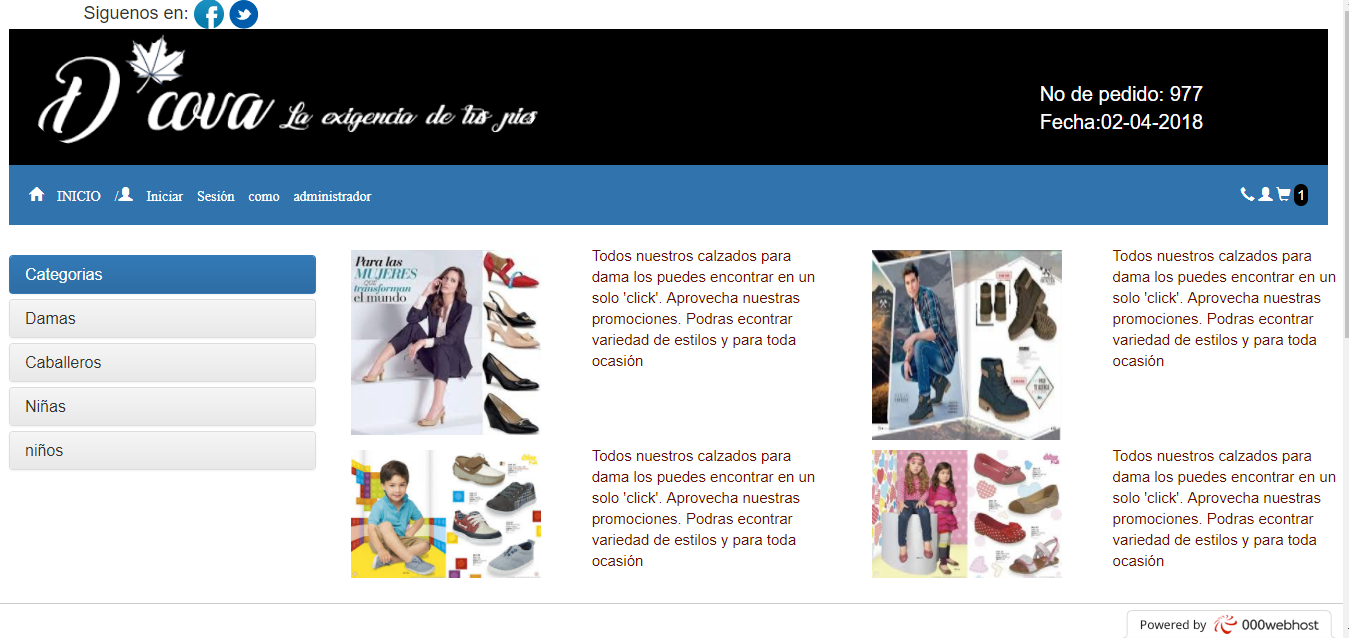 Siguenos en:
D'cova La exigencia de tus pies
No de pedido: 977
Fecha:02-04-2018
INICIO / Iniciar Sesión como administrador
1
Categorias
Damas
Caballeros
Niñas
niños
Para las
MUJERES
que
transforman
el mundo
Todos nuestros calzados para
dama los puedes encontrar en un
solo 'click'. Aprovecha nuestras
promociones. Podras econtrar
variedad de estilos y para toda
ocasión
Todos nuestros calzados para
dama los puedes encontrar en un
solo 'click'. Aprovecha nuestras
promociones. Podras econtrar
variedad de estilos y para toda
ocasión
Todos nuestros calzados para
dama los puedes encontrar en un
solo 'click'. Aprovecha nuestras
promociones. Podras econtrar
variedad de estilos y para toda
ocasión
Todos nuestros calzados para
dama los puedes encontrar en un
solo 'click'. Aprovecha nuestras
promociones. Podras econtrar
variedad de estilos y para toda
ocasión
Powered by 000webhost